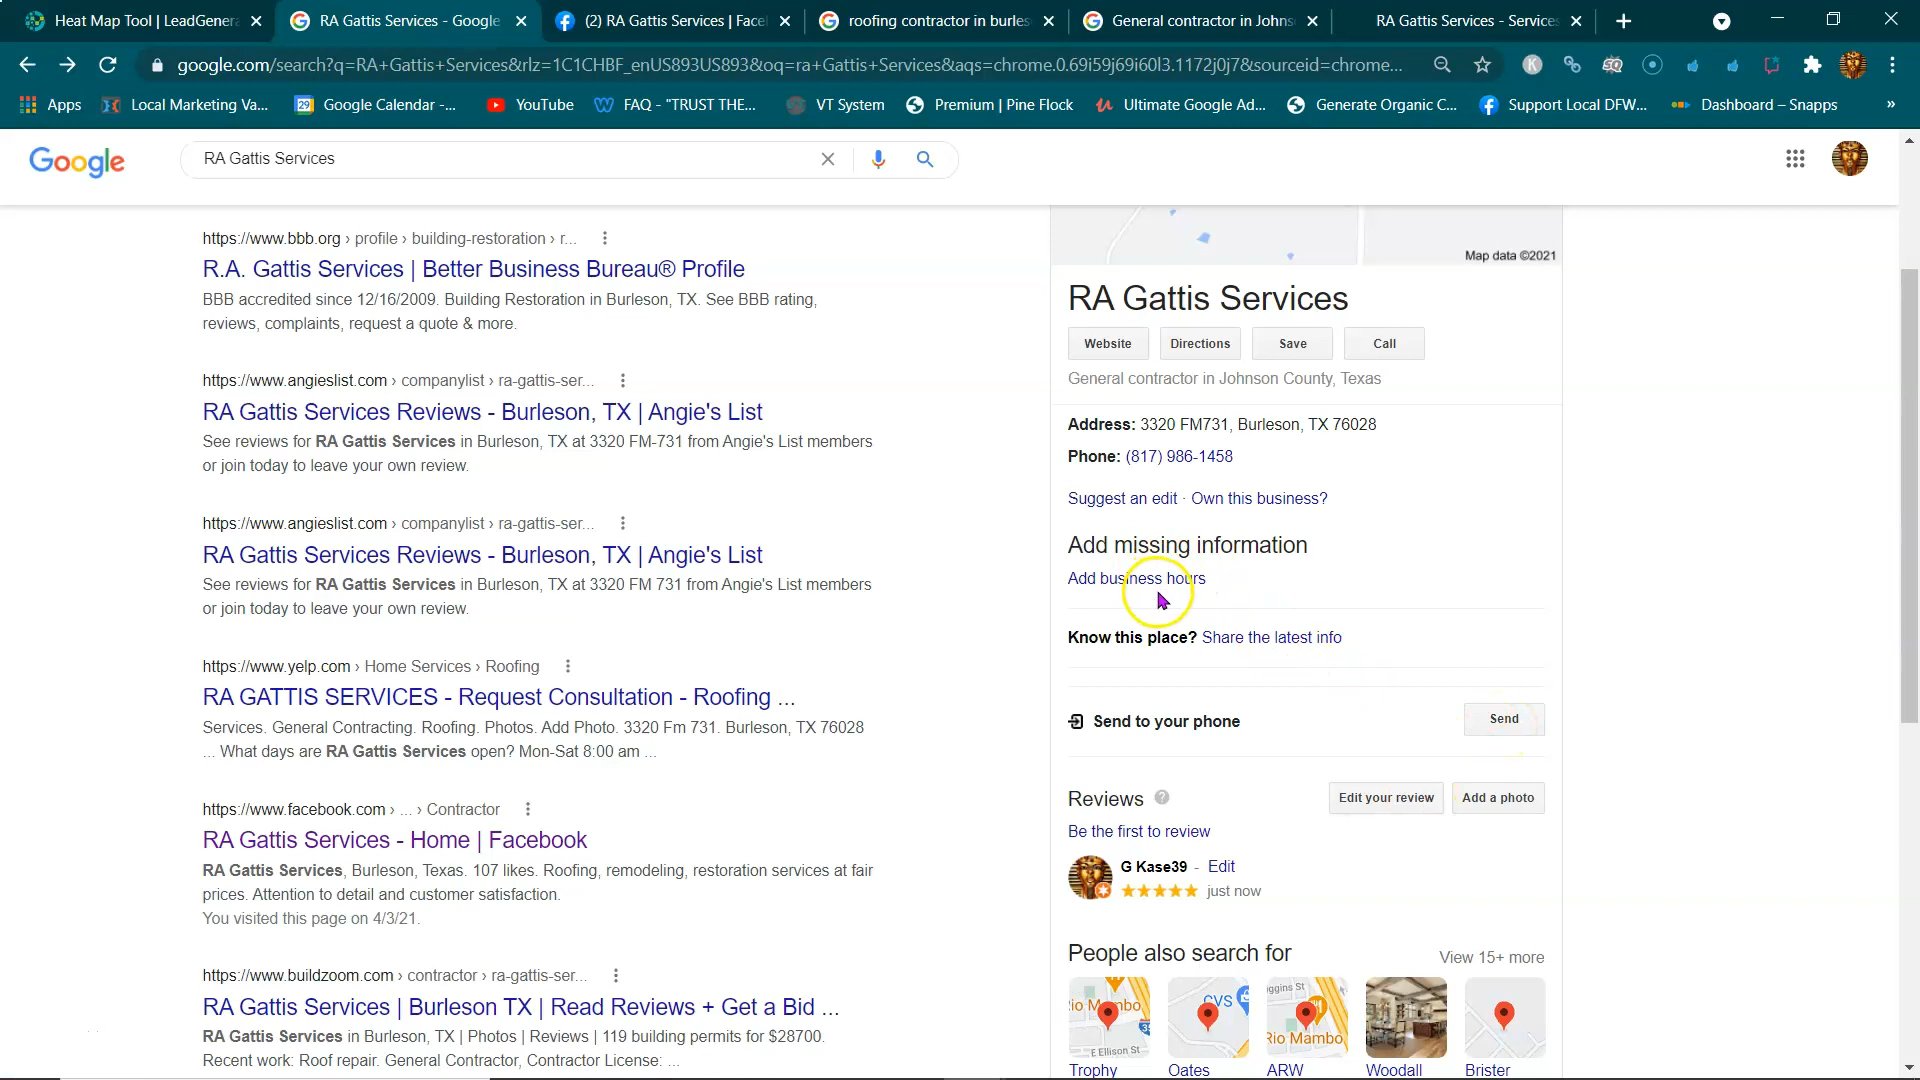 Heat Map Tool | LeadGenera
RA Gattis Services - Google
(2) RA Gattis Services | Face
roofing contractor in burles
General contractor in Johns
RA Gattis Services - Services
google.com/search?q=RA+Gattis+Services&rlz=1C1CHBF_enUS893US893&oq=ra+Gattis+Services&aqs=chrome.0.69i59j69i60l3.1172j0j7&sourceid=chrome...
Apps
Local Marketing Va...
29
Google Calendar -...
YouTube
FAQ - "TRUST THE...
VT System
Premium | Pine Flock
Ultimate Google Ad...
Generate Organic C...
Support Local DFW...
Dashboard – Snapps
»
Google
RA Gattis Services
https://www.bbb.org › profile › building-restoration › r...
R.A. Gattis Services | Better Business Bureau® Profile
BBB accredited since 12/16/2009. Building Restoration in Burleson, TX. See BBB rating,
reviews, complaints, request a quote & more.
https://www.angieslist.com › companylist › ra-gattis-ser...
RA Gattis Services Reviews - Burleson, TX | Angie's List
See reviews for RA Gattis Services in Burleson, TX at 3320 FM-731 from Angie's List members
or join today to leave your own review.
https://www.angieslist.com › companylist › ra-gattis-ser...
RA Gattis Services Reviews - Burleson, TX | Angie's List
See reviews for RA Gattis Services in Burleson, TX at 3320 FM 731 from Angie's List members
or join today to leave your own review.
https://www.yelp.com › Home Services › Roofing
RA GATTIS SERVICES - Request Consultation - Roofing ...
Services. General Contracting. Roofing. Photos. Add Photo. 3320 Fm 731. Burleson, TX 76028
... What days are RA Gattis Services open? Mon-Sat 8:00 am ...
https://www.facebook.com › ... › Contractor
RA Gattis Services - Home | Facebook
RA Gattis Services, Burleson, Texas. 107 likes. Roofing, remodeling, restoration services at fair
prices. Attention to detail and customer satisfaction.
You visited this page on 4/3/21.
https://www.buildzoom.com › contractor › ra-gattis-ser...
RA Gattis Services | Burleson TX | Read Reviews + Get a Bid ...
RA Gattis Services in Burleson, TX | Photos | Reviews | 119 building permits for $28700.
Recent work: Roof repair. General Contractor, Contractor License: ...
Map data ©2021
RA Gattis Services
Website
Directions
Save
Call
General contractor in Johnson County, Texas
Address: 3320 FM731, Burleson, TX 76028
Phone: (817) 986-1458
Suggest an edit · Own this business?
Add missing information
Add business hours
Know this place? Share the latest info
Send to your phone
Send
Reviews
Edit your review
Add a photo
Be the first to review
G Kase39 - Edit
just now
People also search for
View 15+ more
Rio Mambo
E Ellison St
CVS
Rio Mambo
Trophy
Oates
ARW
Woodall
Brister